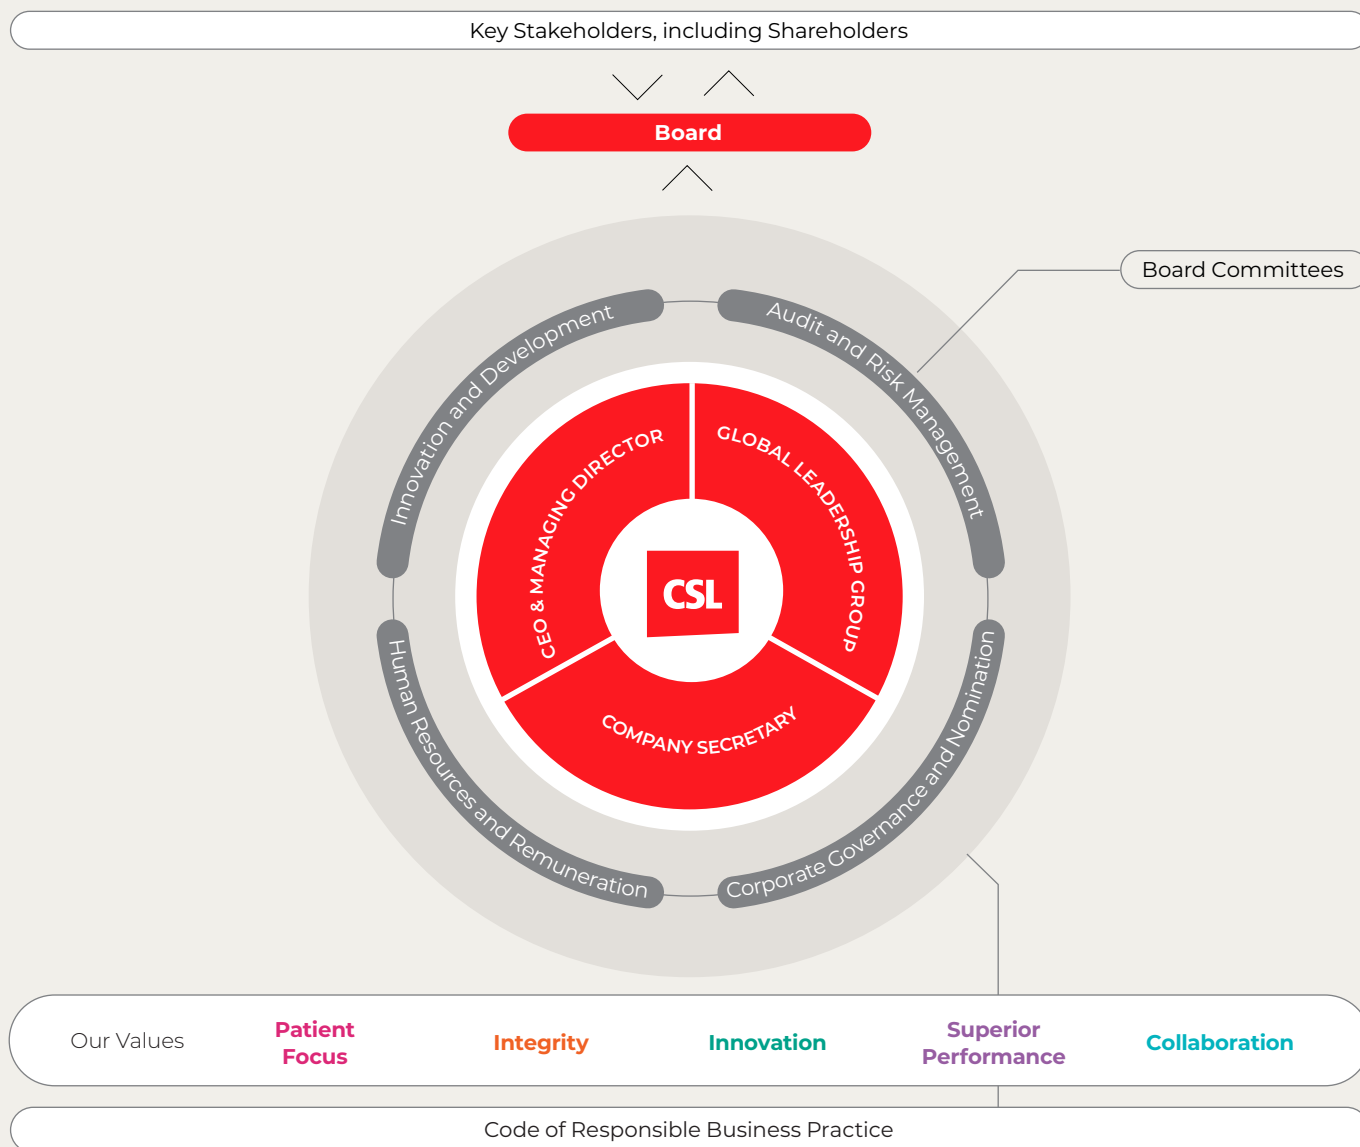 Key Stakeholders, including Shareholders
Board
Board Committees
Innovation and Development
Audit and Risk Management
CEO & MANAGING DIRECTOR
GLOBAL LEADERSHIP GROUP
CSL
COMPANY SECRETARY
Human Resources and Remuneration
Corporate Governance and Nomination
Our Values
Patient
Focus
Integrity
Innovation
Superior
Performance
Collaboration
Code of Responsible Business Practice